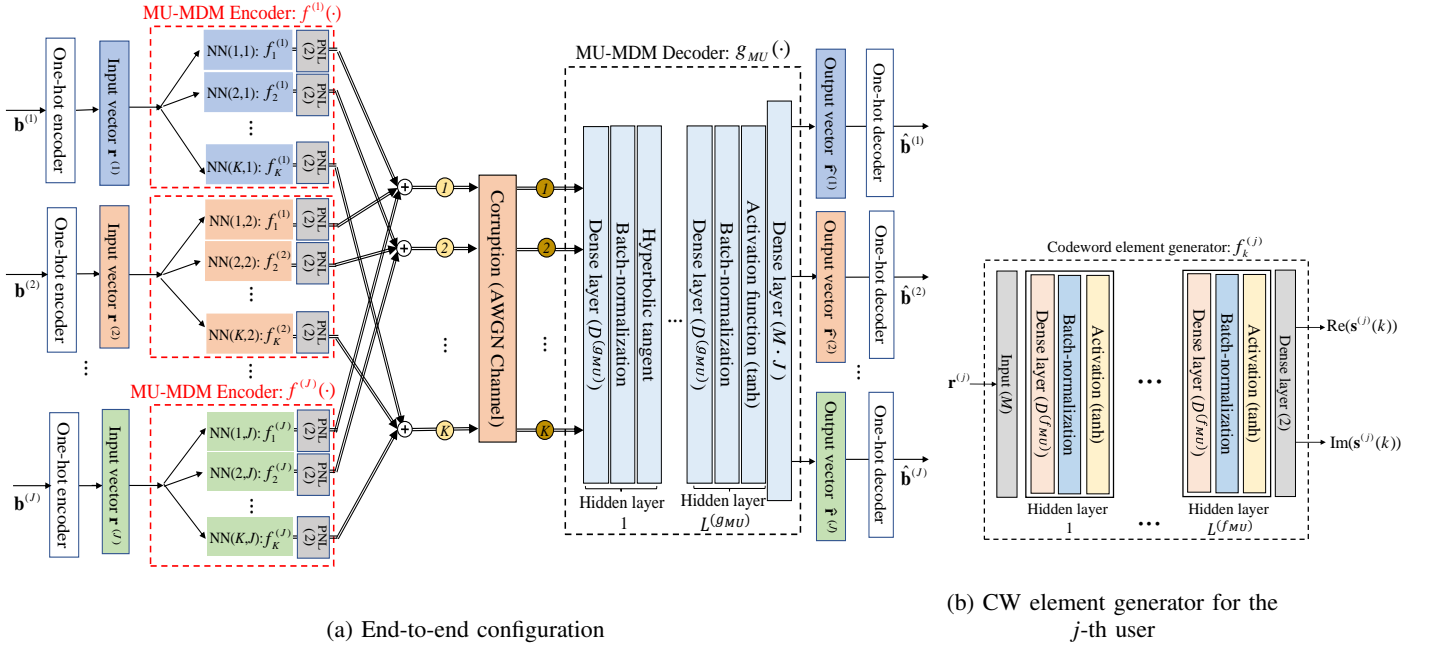 MU-MDM Encoder: f^(1)(·)
b^(1)
One-hot encoder
Input vector r^(1)
NN(1,1): f_1^(1)
PNL (2)
NN(2,1): f_2^(1)
PNL (2)
...
NN(K,1): f_K^(1)
PNL (2)
b^(2)
One-hot encoder
Input vector r^(2)
NN(1,2): f_1^(1)
PNL (2)
NN(2,2): f_2^(2)
PNL (2)
...
NN(K,2): f_K^(2)
PNL (2)
...
...
MU-MDM Encoder: f^(J)(·)
b^(J)
One-hot encoder
Input vector r^(J)
NN(1,J): f_1^(J)
PNL (2)
NN(2,J): f_2^(J)
PNL (2)
...
NN(K,J): f_K^(J)
PNL (2)
+
+
...
+
1
2
...
K
Corruption (AWGN Channel)
1
2
...
K
MU-MDM Decoder: g_MU(·)
Dense layer (D^(g_MU))
Batch-normalization
Hyperbolic tangent
...
Dense layer (D^(g_MU))
Batch-normalization
Activation function (tanh)
Dense layer (M · J)
Hidden layer
1
Hidden layer
L^(g_MU)
Output vector r̂^(1)
One-hot decoder
b̂^(1)
Output vector r̂^(2)
One-hot decoder
b̂^(2)
...
Output vector r̂^(J)
One-hot decoder
b̂^(J)
(a) End-to-end configuration
Codeword element generator: f_k^(j)
r^(j)
Input (M)
Dense layer (D^(f_MU))
Batch-normalization
Activation (tanh)
...
Dense layer (D^(f_MU))
Batch-normalization
Activation (tanh)
Dense layer (2)
Re(s^(j)(k))
Im(s^(j)(k))
Hidden layer
1
...
Hidden layer
L^(f_MU)
(b) CW element generator for the
j-th user